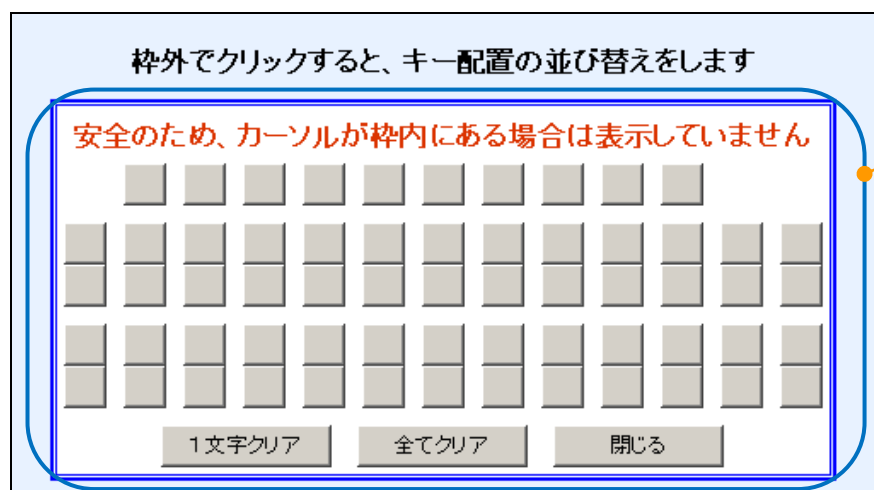 枠外でクリックすると、キー配置の並び替えをします
安全のため、カーソルが枠内にある場合は表示していません
１文字クリア 全てクリア 閉じる